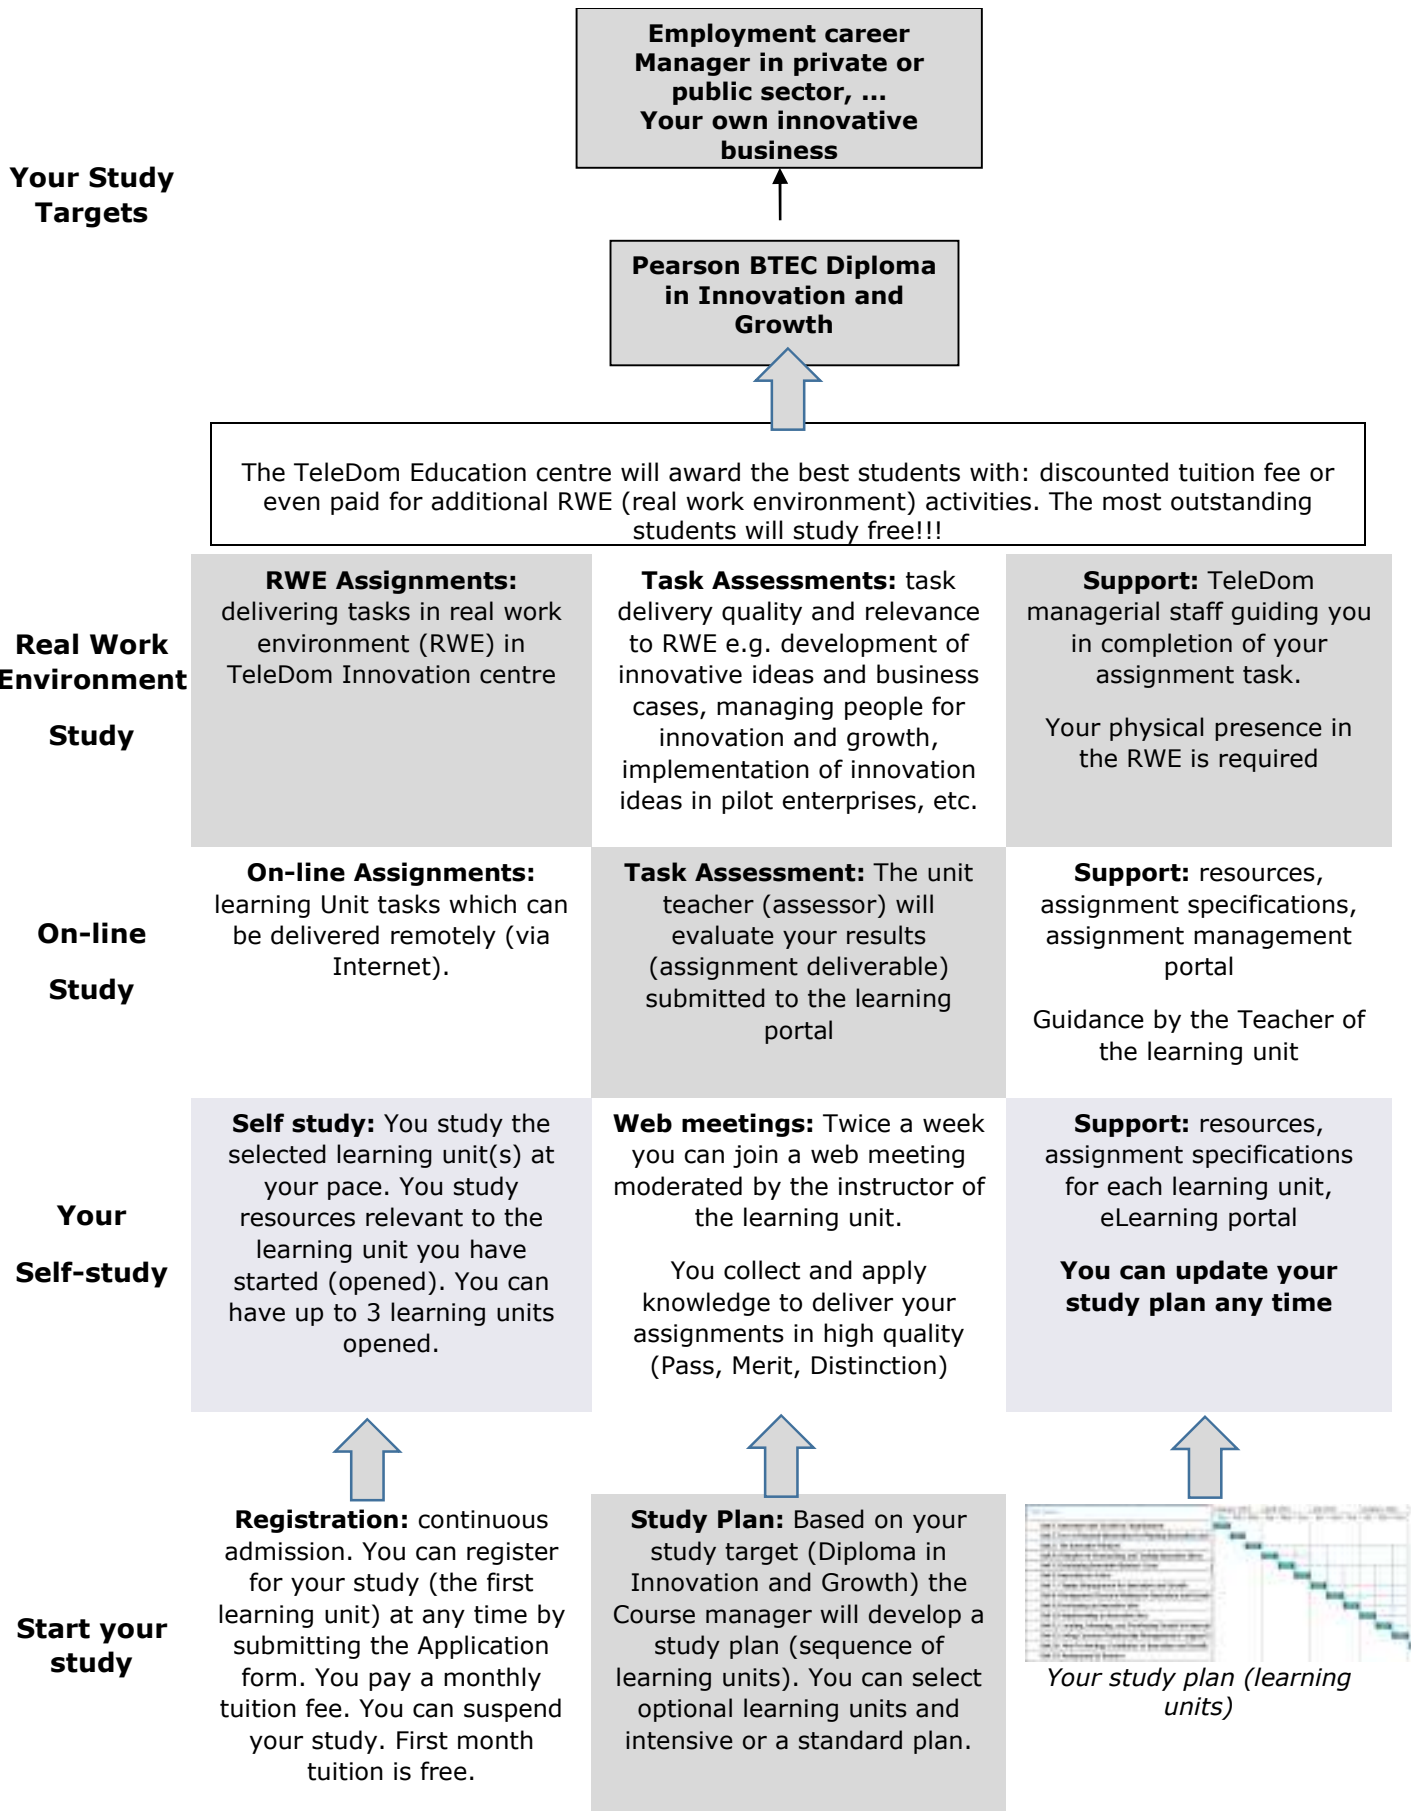 Employment career
Manager in private or
public sector, ...
Your own innovative
business
Your Study
Targets
Pearson BTEC Diploma
in Innovation and
Growth
The TeleDom Education centre will award the best students with: discounted tuition fee or
even paid for additional RWE (real work environment) activities. The most outstanding
students will study free!!!
Real Work
Environment
Study
RWE Assignments:
delivering tasks in real work
environment (RWE) in
TeleDom Innovation centre
Task Assessments: task
delivery quality and relevance
to RWE e.g. development of
innovative ideas and business
cases, managing people for
innovation and growth,
implementation of innovation
ideas in pilot enterprises, etc.
Support: TeleDom
managerial staff guiding you
in completion of your
assignment task.
Your physical presence in
the RWE is required
On-line
Study
On-line Assignments:
learning Unit tasks which can
be delivered remotely (via
Internet).
Task Assessment: The unit
teacher (assessor) will
evaluate your results
(assignment deliverable)
submitted to the learning
portal
Support: resources,
assignment specifications,
assignment management
portal
Guidance by the Teacher of
the learning unit
Your
Self-study
Self study: You study the
selected learning unit(s) at
your pace. You study
resources relevant to the
learning unit you have
started (opened). You can
have up to 3 learning units
opened.
Web meetings: Twice a week
you can join a web meeting
moderated by the instructor of
the learning unit.
You collect and apply
knowledge to deliver your
assignments in high quality
(Pass, Merit, Distinction)
Support: resources,
assignment specifications
for each learning unit,
eLearning portal
You can update your
study plan any time
Start your
study
Registration: continuous
admission. You can register
for your study (the first
learning unit) at any time by
submitting the Application
form. You pay a monthly
tuition fee. You can suspend
your study. First month
tuition is free.
Study Plan: Based on your
study target (Diploma in
Innovation and Growth) the
Course manager will develop a
study plan (sequence of
learning units). You can select
optional learning units and
intensive or a standard plan.
Your study plan (learning
units)